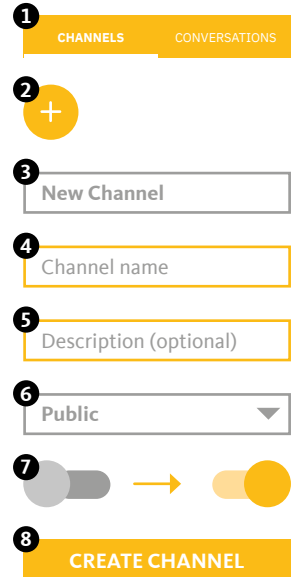 1
CHANNELS CONVERSATIONS
2
+
3
New Channel
4
Channel name
5
Description (optional)
6
Public
7
8
CREATE CHANNEL